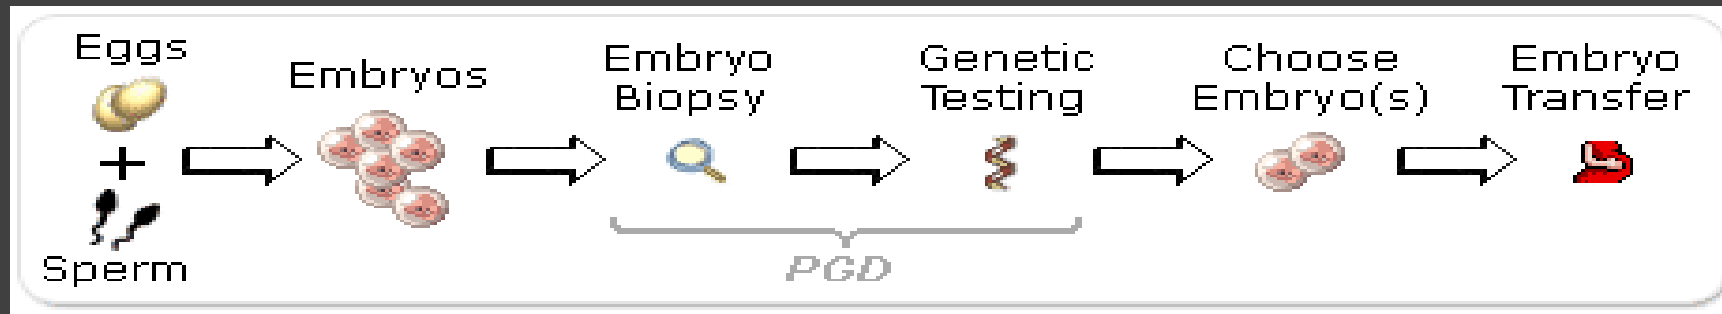 Eggs
+
Sperm
Embryos
Embryo
Biopsy
Genetic
Testing
PGD
Choose
Embryo(s)
Embryo
Transfer